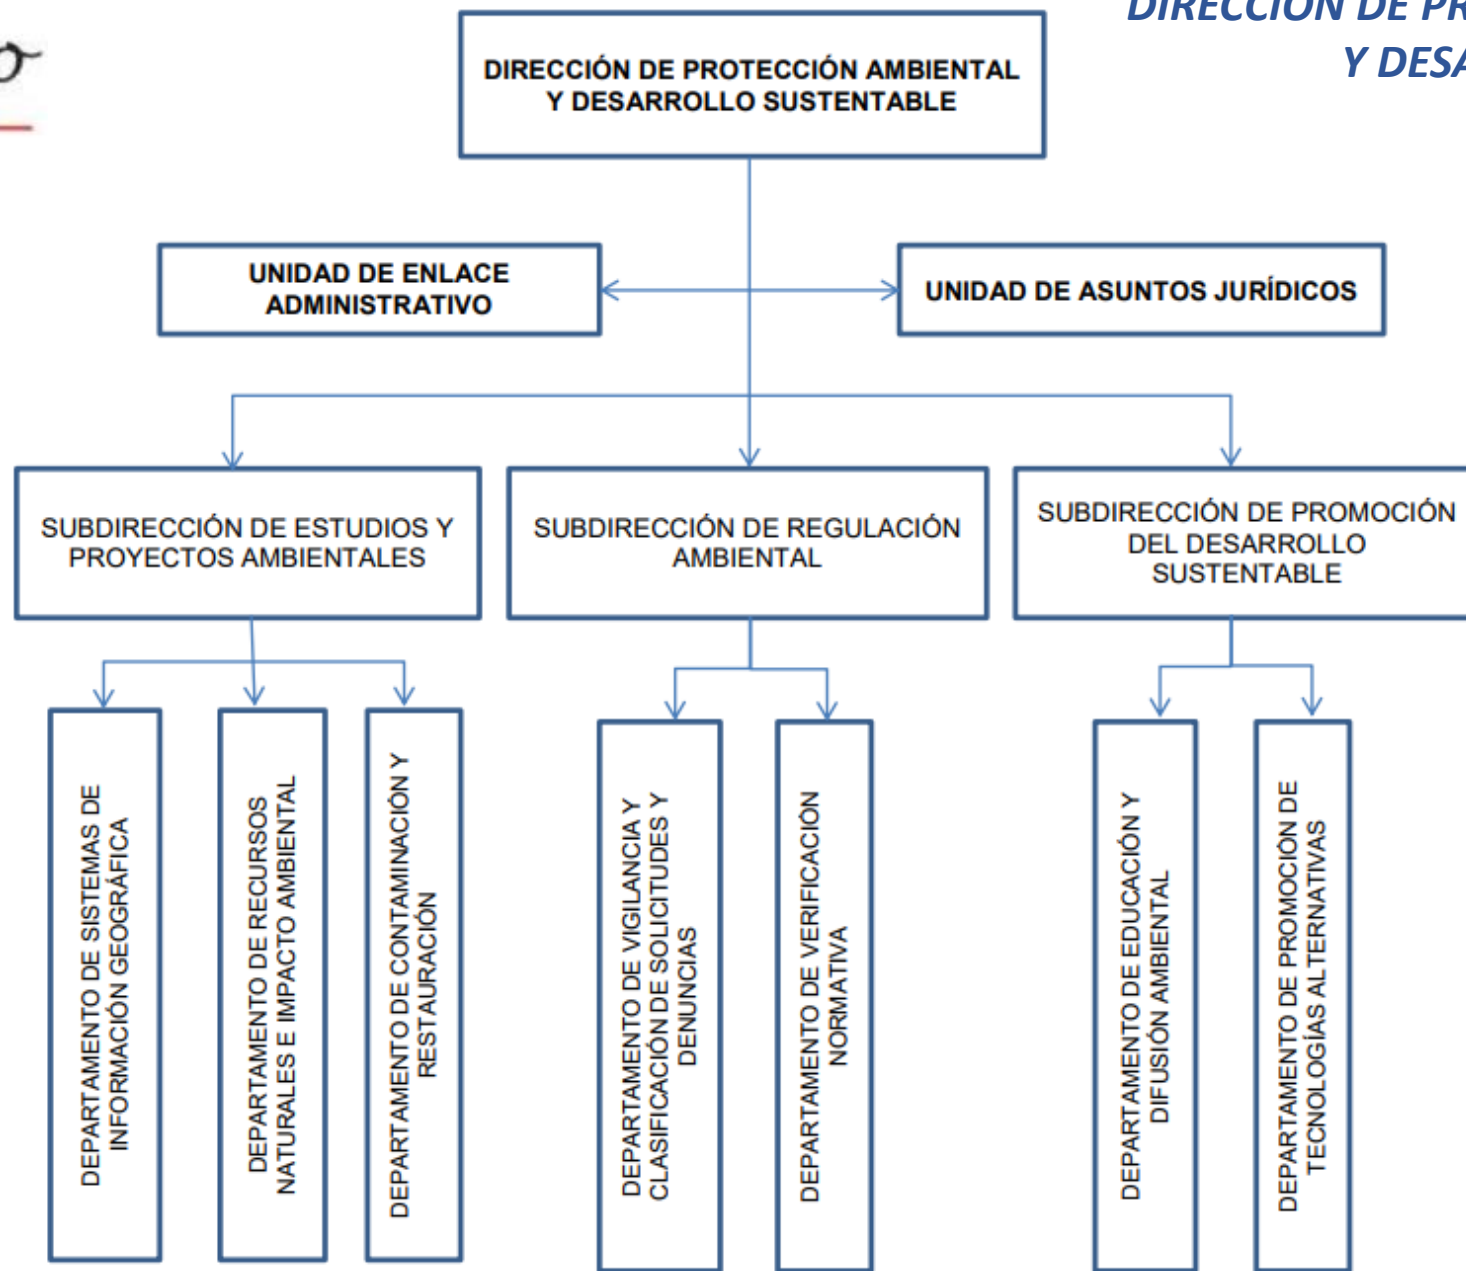 DIRECCIÓN DE PR
Y DESA
DIRECCIÓN DE PROTECCIÓN AMBIENTAL
Y DESARROLLO SUSTENTABLE
UNIDAD DE ENLACE
ADMINISTRATIVO
UNIDAD DE ASUNTOS JURÍDICOS
SUBDIRECCIÓN DE ESTUDIOS Y
PROYECTOS AMBIENTALES
SUBDIRECCIÓN DE REGULACIÓN
AMBIENTAL
SUBDIRECCIÓN DE PROMOCIÓN
DEL DESARROLLO
SUSTENTABLE
DEPARTAMENTO DE SISTEMAS DE
INFORMACIÓN GEOGRÁFICA
DEPARTAMENTO DE RECURSOS
NATURALES E IMPACTO AMBIENTAL
DEPARTAMENTO DE CONTAMINACIÓN Y
RESTAURACIÓN
DEPARTAMENTO DE VIGILANCIA Y
CLASIFICACIÓN DE SOLICITUDES Y
DENUNCIAS
DEPARTAMENTO DE VERIFICACIÓN
NORMATIVA
DEPARTAMENTO DE EDUCACIÓN Y
DIFUSIÓN AMBIENTAL
DEPARTAMENTO DE PROMOCIÓN DE
TECNOLOGÍAS ALTERNATIVAS